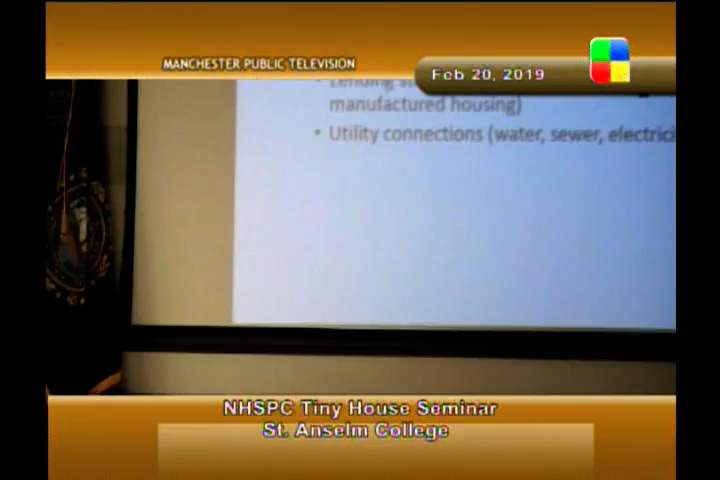 MANCHESTER PUBLIC TELEVISION
Feb 20, 2019
Lending
manufactured housing)
• Utility connections (water, sewer,
NHSPC Tiny House Seminar
St. Anselm College